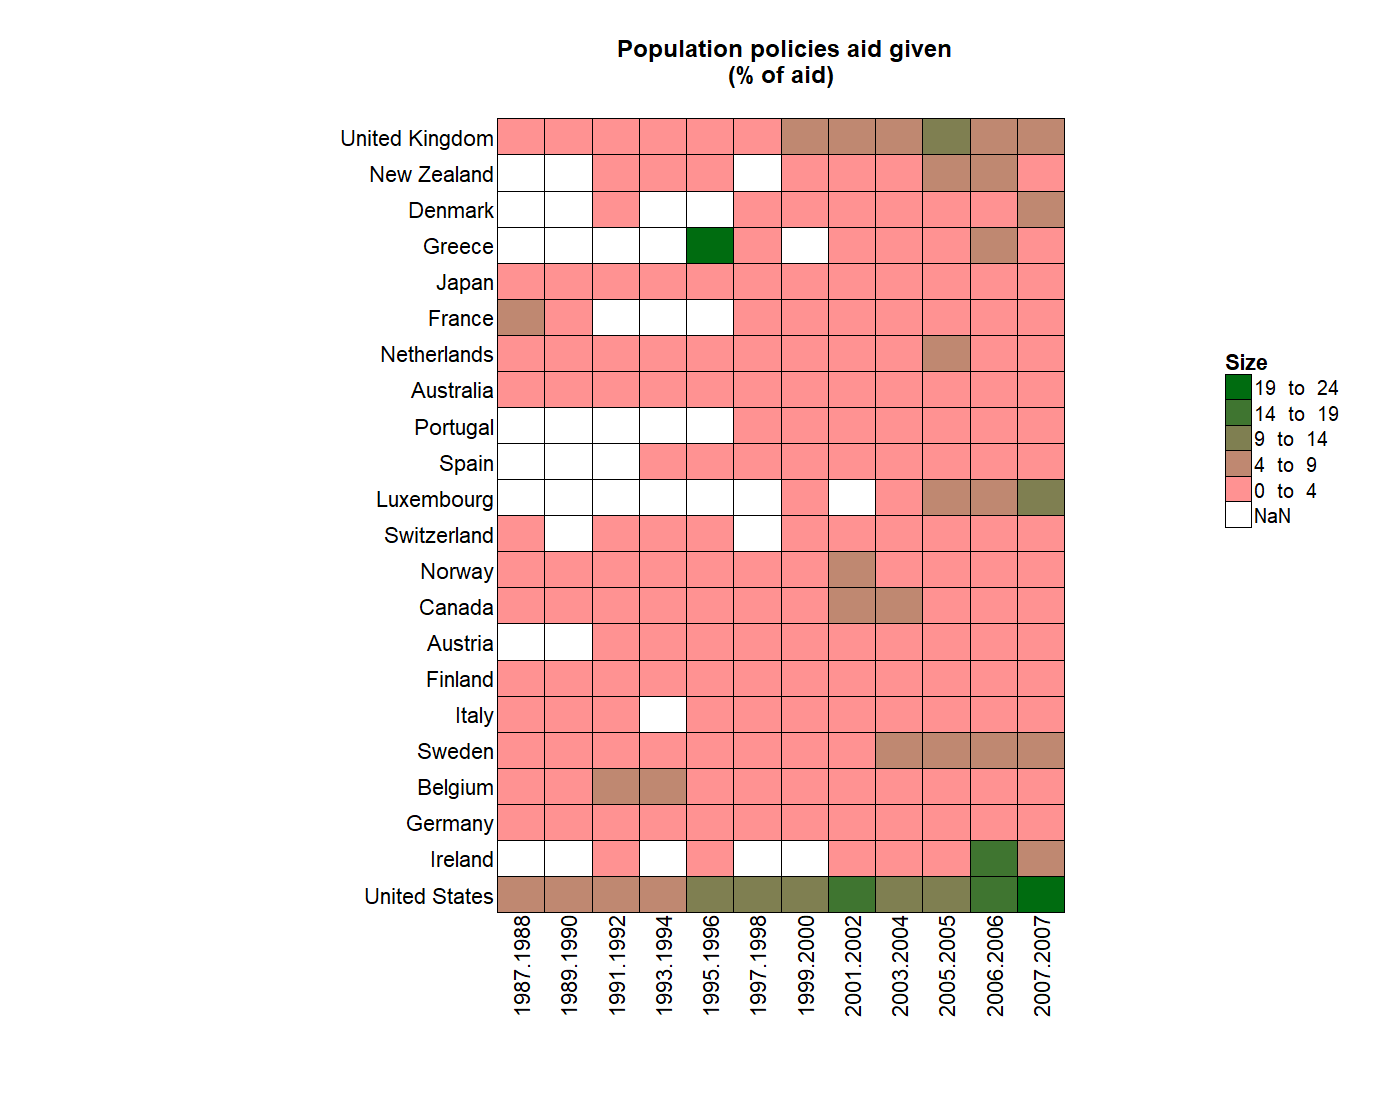 Population policies aid given
(% of aid)
United Kingdom
New Zealand
Denmark
Greece
Japan
France
Netherlands
Australia
Portugal
Spain
Luxembourg
Switzerland
Norway
Canada
Austria
Finland
Italy
Sweden
Belgium
Germany
Ireland
United States
1987.1988
1989.1990
1991.1992
1993.1994
1995.1996
1997.1998
1999.2000
2001.2002
2003.2004
2005.2005
2006.2006
2007.2007
Size
19 to 24
14 to 19
9 to 14
4 to 9
0 to 4
NaN